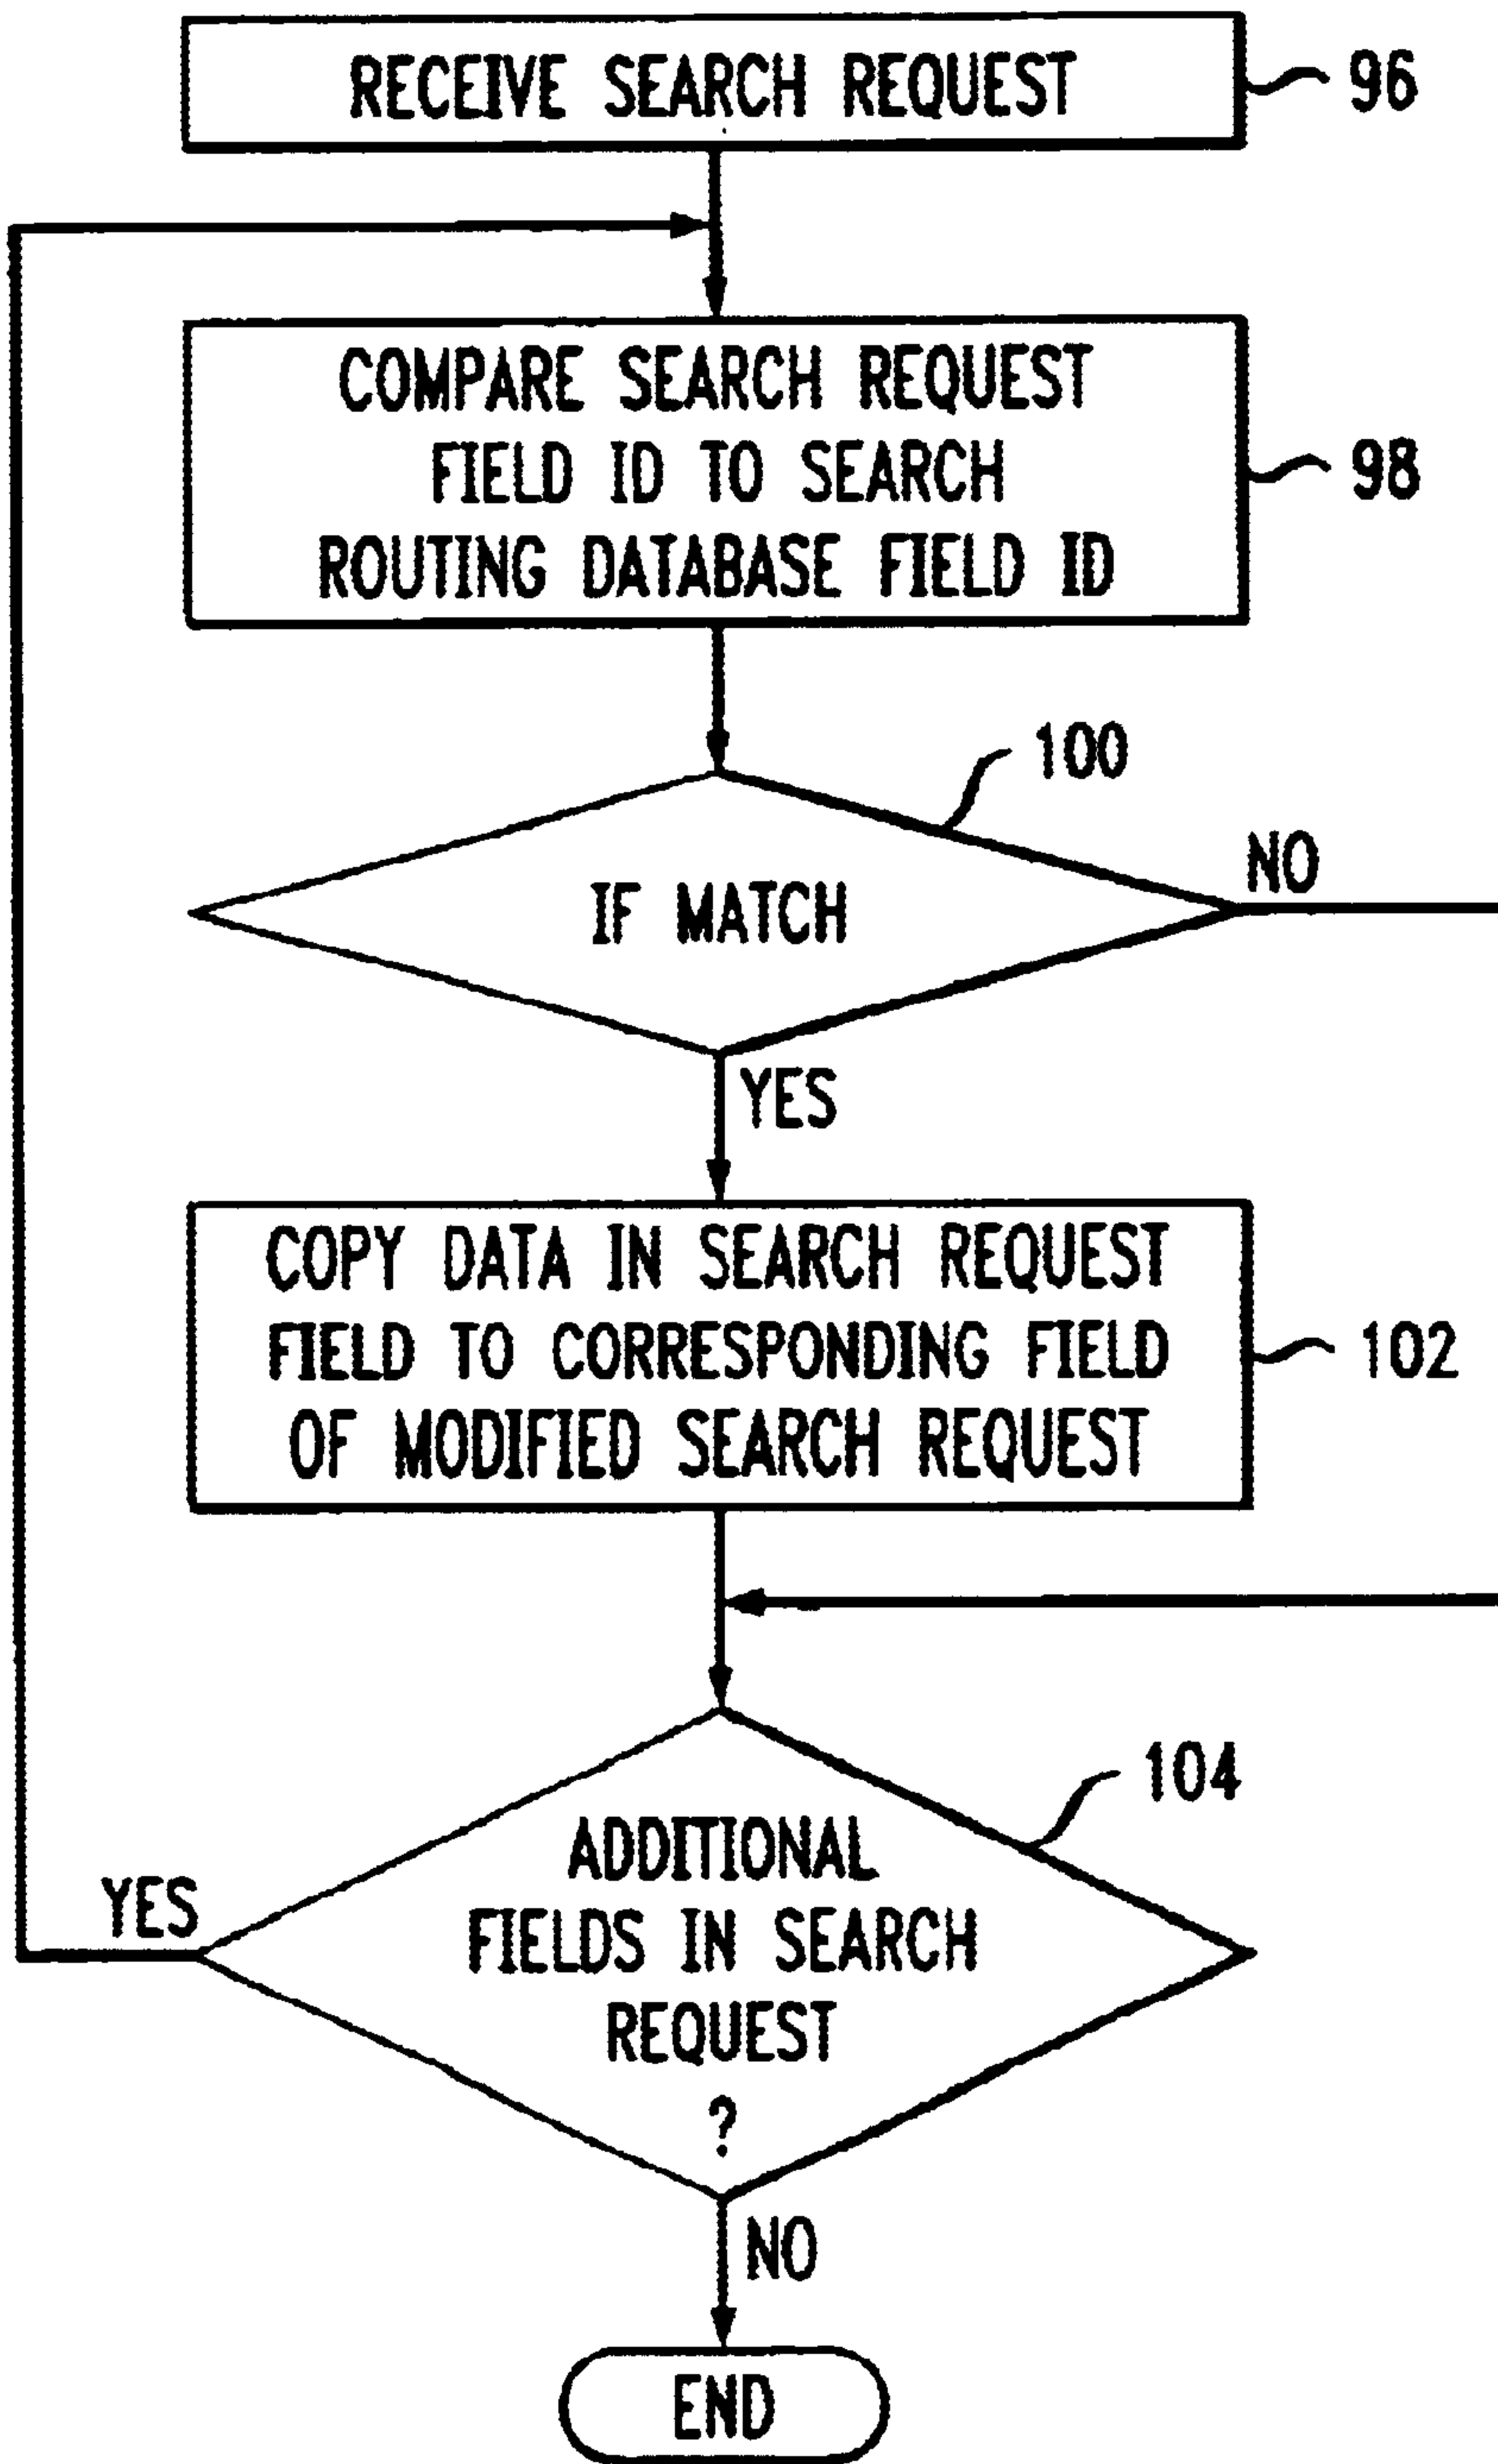 RECEIVE SEARCH REQUEST
96
COMPARE SEARCH REQUEST
FIELD ID TO SEARCH
ROUTING DATABASE FIELD ID
98
100
IF MATCH
NO
YES
COPY DATA IN SEARCH REQUEST
FIELD TO CORRESPONDING FIELD
OF MODIFIED SEARCH REQUEST
102
104
ADDITIONAL
FIELDS IN SEARCH
REQUEST
?
YES
NO
END